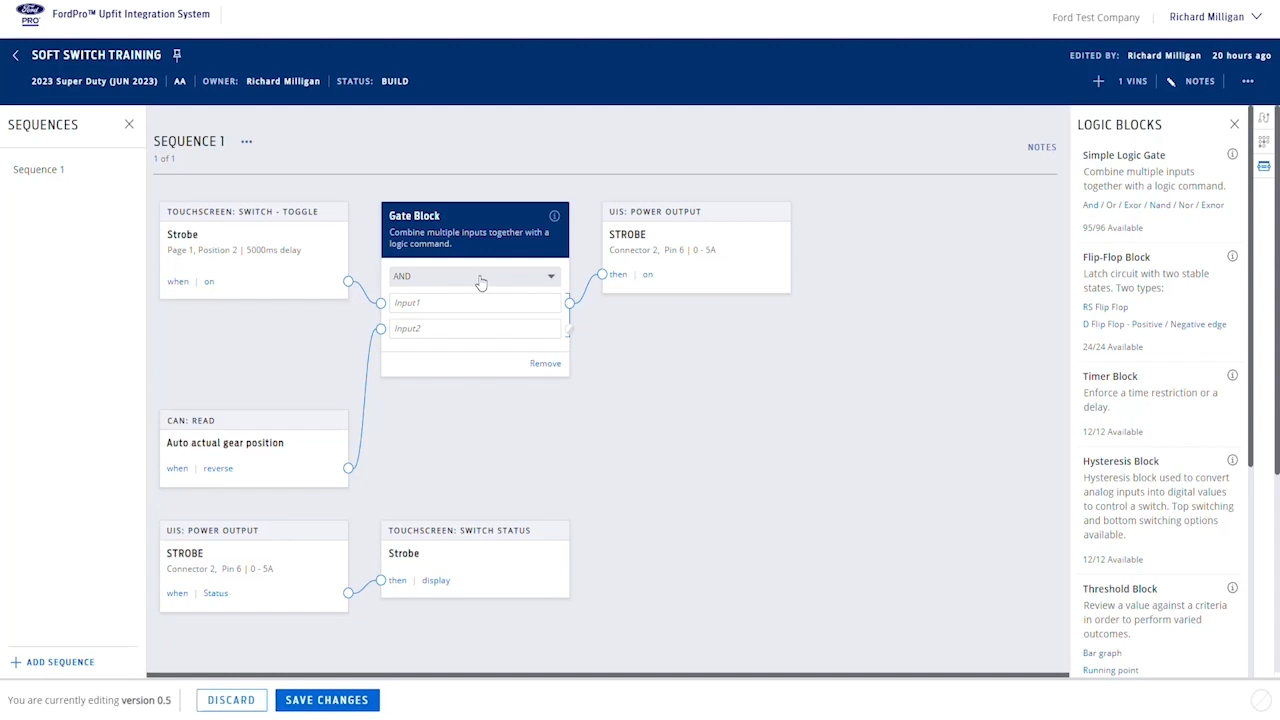 Ford
PRO
FordPro™ Upfit Integration System
Ford Test Company
Richard Milligan
SOFT SWITCH TRAINING
EDITED BY: Richard Milligan 20 hours ago
2023 Super Duty (JUN 2023) AA OWNER: Richard Milligan STATUS: BUILD
1 VINS NOTES
SEQUENCES
Sequence 1
ADD SEQUENCE
SEQUENCE 1
1 of 1
NOTES
TOUCHSCREEN: SWITCH - TOGGLE
Strobe
Page 1, Position 2 | 5000ms delay
when | on
Gate Block
Combine multiple inputs together with a
logic command.
AND
Input1
Input2
Remove
UIS: POWER OUTPUT
STROBE
Connector 2, Pin 6 | 0 - 5A
then | on
CAN: READ
Auto actual gear position
when | reverse
UIS: POWER OUTPUT
STROBE
Connector 2, Pin 6 | 0 - 5A
when | Status
TOUCHSCREEN: SWITCH STATUS
Strobe
then | display
LOGIC BLOCKS
Simple Logic Gate
Combine multiple inputs
together with a logic command.
And / Or / Exor / Nand / Nor / Exnor
95/96 Available
Flip-Flop Block
Latch circuit with two stable
states. Two types:
RS Flip Flop
D Flip Flop - Positive / Negative edge
24/24 Available
Timer Block
Enforce a time restriction or a
delay.
12/12 Available
Hysteresis Block
Hysteresis block used to convert
analog inputs into digital values
to control a switch. Top switching
and bottom switching options
available.
12/12 Available
Threshold Block
Review a value against a criteria
in order to perform varied
outcomes.
Bar graph
Running point
You are currently editing version 0.5
DISCARD
SAVE CHANGES